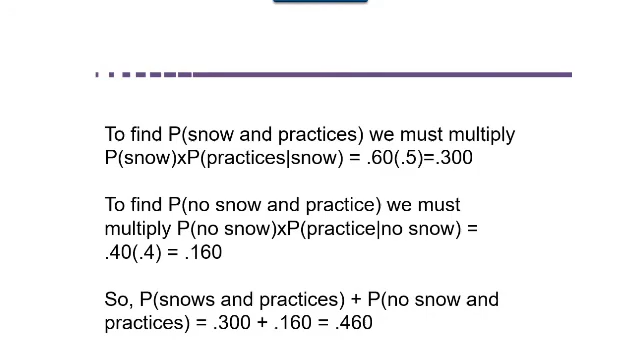 To find P(snow and practices) we must multiply
P(snow)xP(practices|snow) = .60(.5)=.300
To find P(no snow and practice) we must
multiply P(no snow)xP(practice|no snow) =
.40(.4) = .160
So, P(snows and practices) + P(no snow and
practices) = .300 + .160 = .460